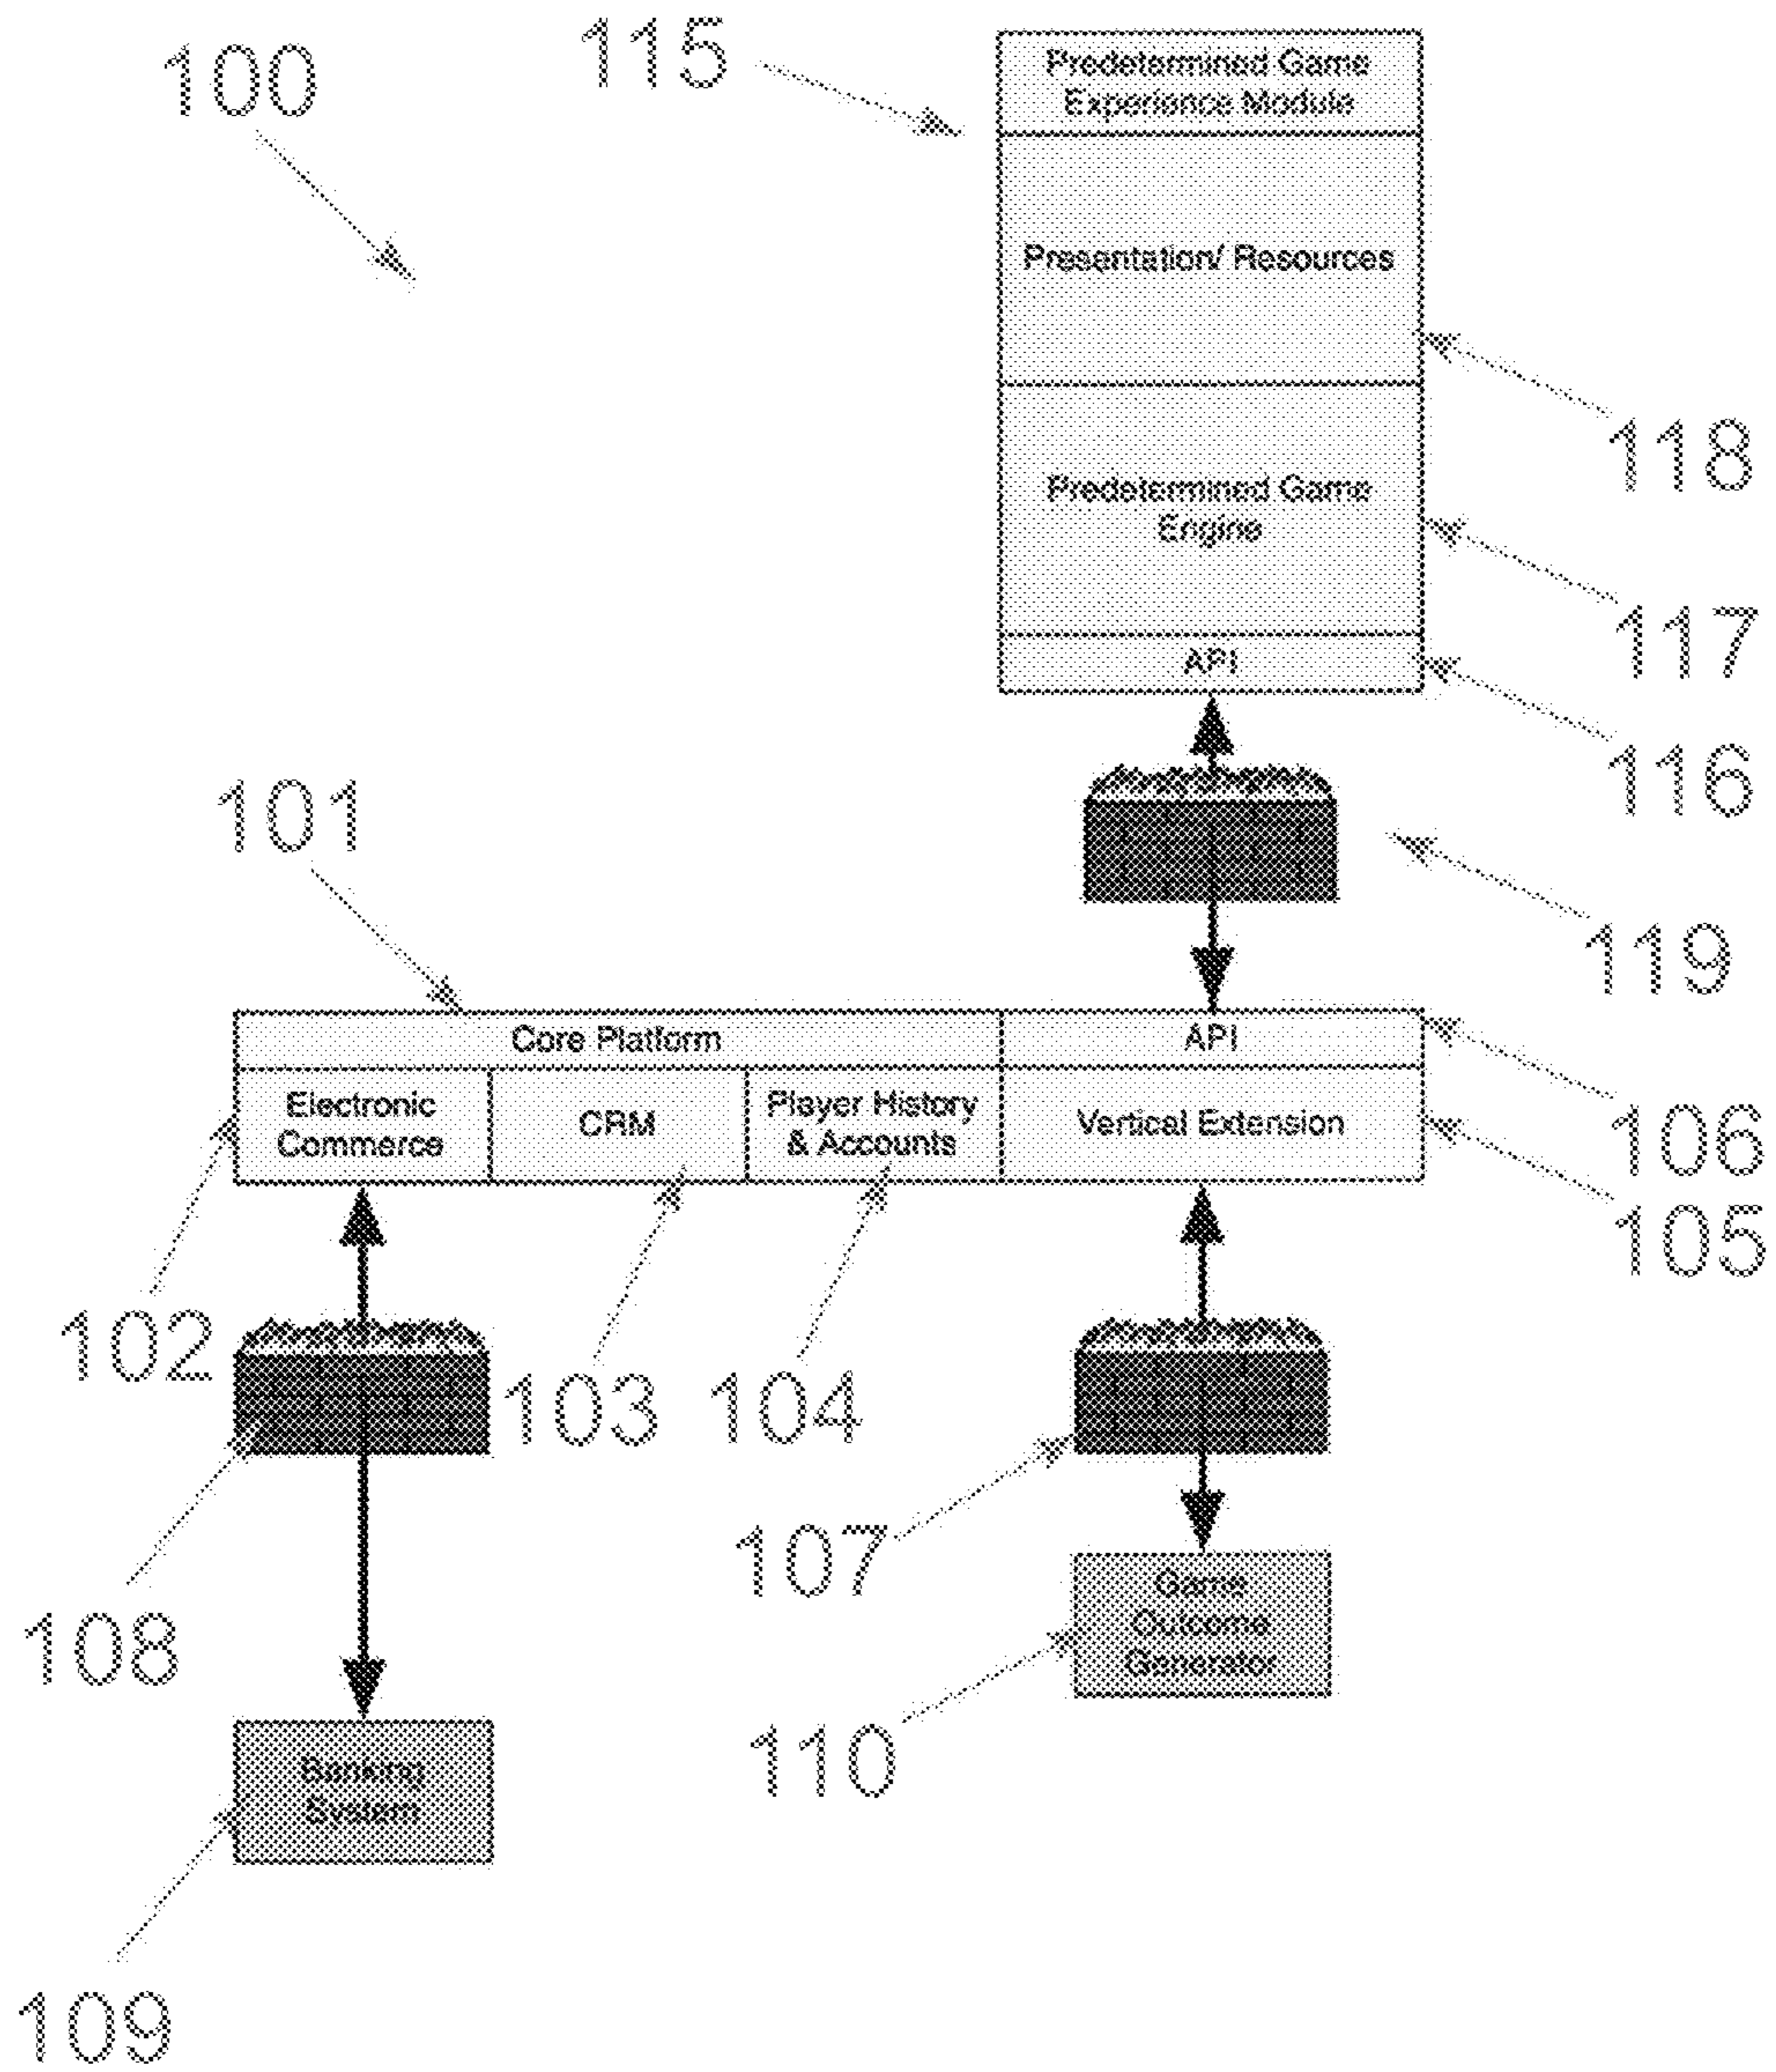 100
115
Predetermined Game
Experience Module
Presentation/ Resources
118
Predetermined Game
Engine
117
API
116
119
101
Core Platform
API
106
Electronic
Commerce
CRM
Player History
& Accounts
Vertical Extension
105
102
103
104
108
107
Game
Outcome
Generator
110
Banking
System
109